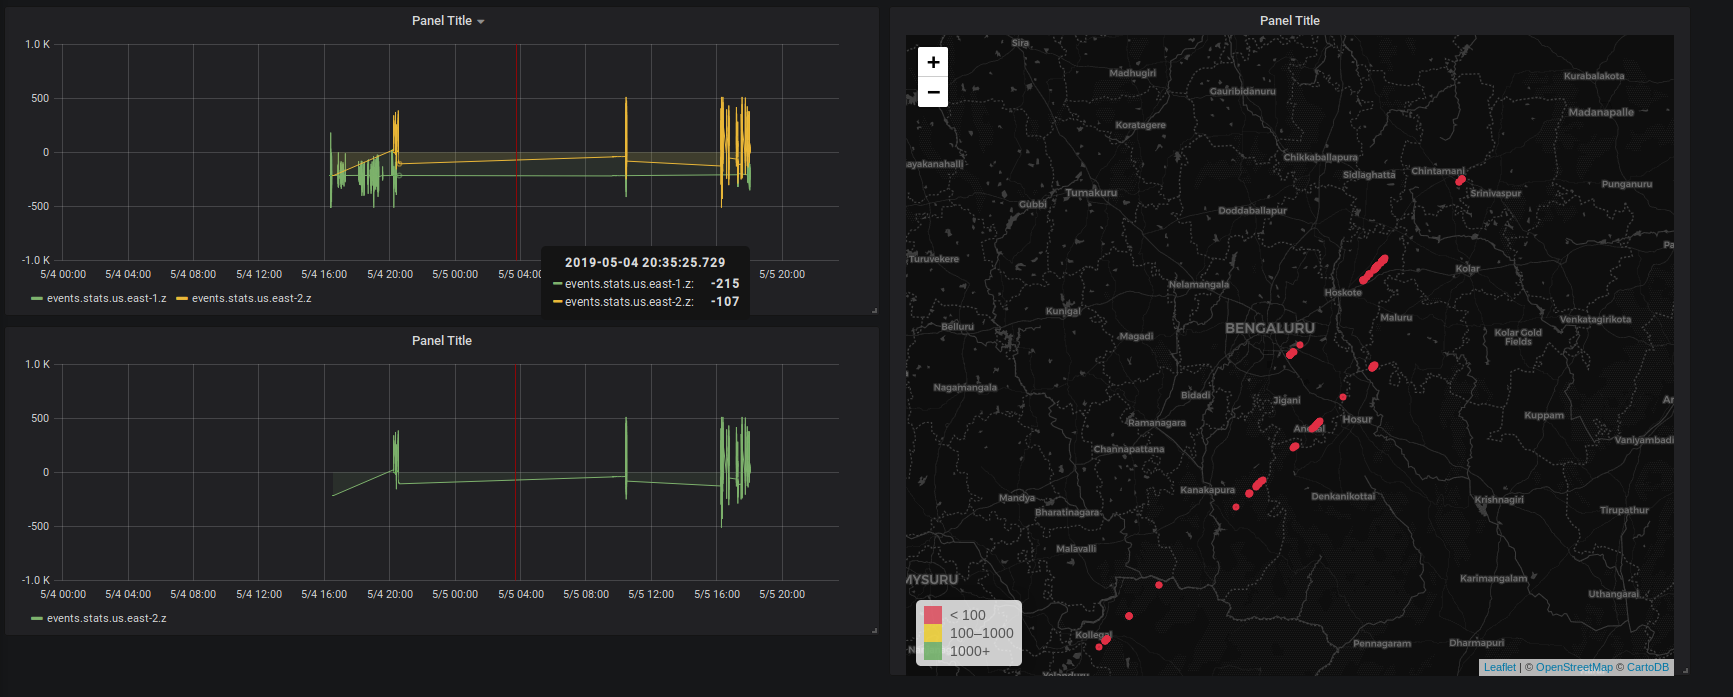 Panel Title
1.0 K
500
0
-500
-1.0 K
5/4 00:00 5/4 04:00 5/4 08:00 5/4 12:00 5/4 16:00 5/4 20:00 5/5 00:00 5/5 04:00 5/5 20:00
events.stats.us.east-1.z events.stats.us.east-2.z
2019-05-04 20:35:25.729
events.stats.us.east-1.z: -215
events.stats.us.east-2.z: -107
Panel Title
1.0 K
500
0
-500
-1.0 K
5/4 00:00 5/4 04:00 5/4 08:00 5/4 12:00 5/4 16:00 5/4 20:00 5/5 00:00 5/5 04:00 5/5 08:00 5/5 12:00 5/5 16:00 5/5 20:00
events.stats.us.east-2.z
Panel Title
+
−
Sira
Madhugiri
Kurabalakota
Gauribidanuru
Madanapalle
Koratagere
Chikkaballapura
ayakanahalli
Sidlaghatta
Chintamani
Punganuru
Tumakuru
Srinivaspur
Gubbi
Doddaballapur
Turuvekere
Kolar
Nelamangala
Hoskote
Kunigal
Maluru
Venkatagirikota
Belluru
BENGALURU
Magadi
Kolar Gold
Fields
Nagamangala
Bidadi
Jigani
Kuppam
Ramanagara
Hosur
Vaniyambadi
Channapattana
Kanakapura
Denkanikottai
Mandya
Krishnagiri
Bharatinagara
Tirupathur
Malavalli
MYSURU
Karimangalam
Uthangarai
Kollegal
Pennagaram
Dharmapuri
< 100
100–1000
1000+
Leaflet | © OpenStreetMap © CartoDB